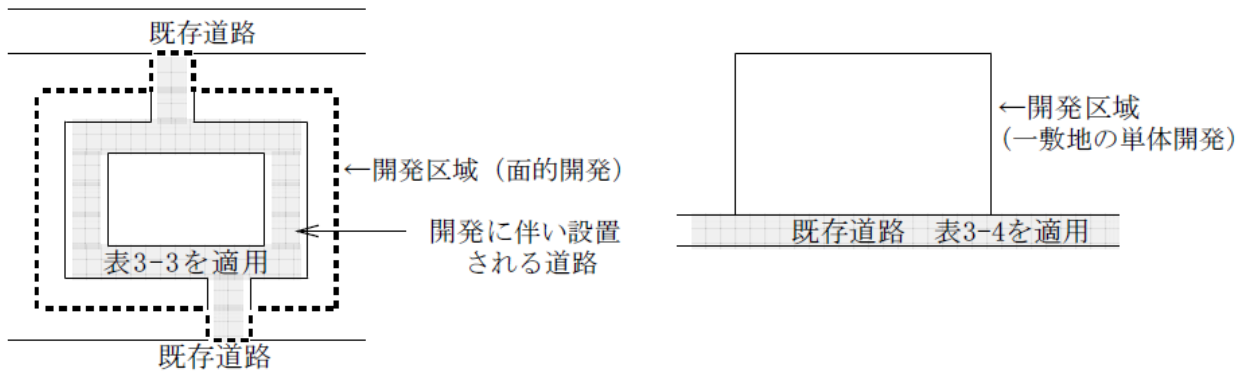 既存道路
←開発区域（面的開発）
開発に伴い設置
される道路
表3-3を適用
既存道路
←開発区域
（一敷地の単体開発）
既存道路　表3-4を適用